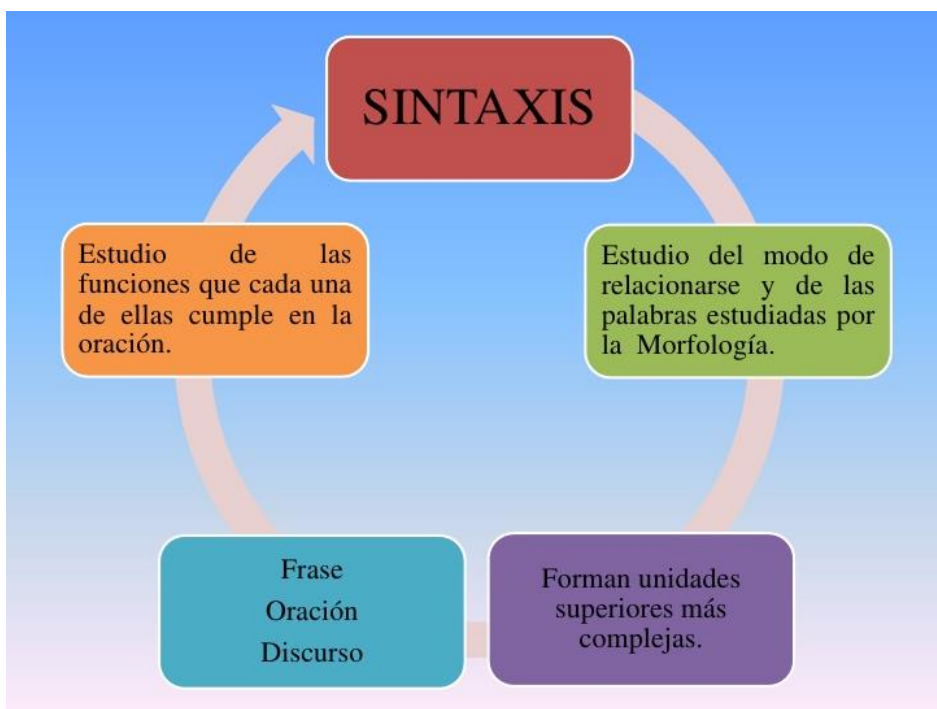 SINTAXIS
Estudio del modo de
relacionarse y de las
palabras estudiadas por
la Morfología.
Forman unidades
superiores más
complejas.
Frase
Oración
Discurso
Estudio de las
funciones que cada una
de ellas cumple en la
oración.